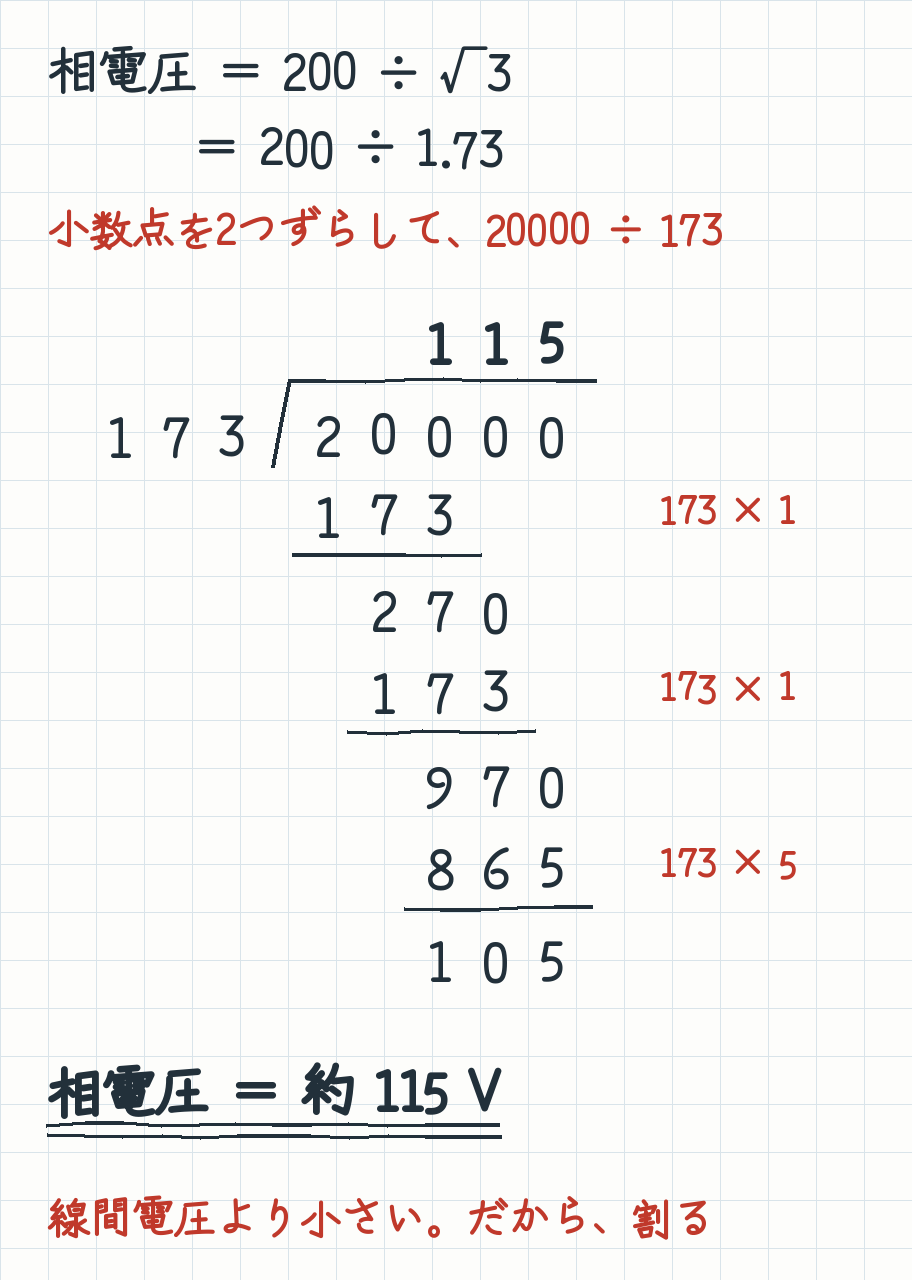 相電圧 = 200 ÷ √3
= 200 ÷ 1.73
小数点を2つずらして、20000 ÷ 173
115
173 20000
173 173 × 1
270
173 173 × 1
970
865 173 × 5
105
相電圧 = 約 115 V
線間電圧より小さい。だから、割る